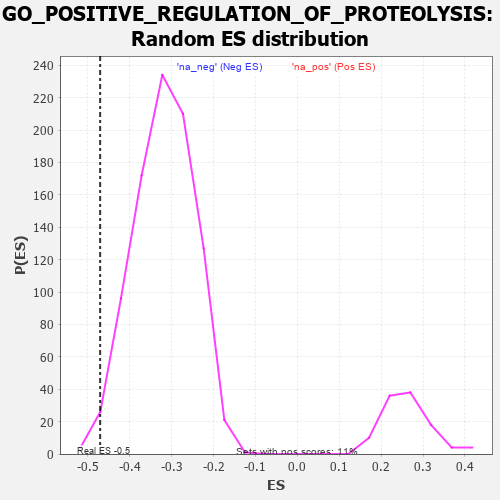 GO_POSITIVE_REGULATION_OF_PROTEOLYSIS:
Random ES distribution
'na_neg' (Neg ES) 'na_pos' (Pos ES)
240
220
200
180
160
140
120
100
80
60
40
20
0
P(ES)
Real ES -0.5 Sets with pos scores: 11%
-0.5 -0.4 -0.3 -0.2 -0.1 0.0 0.1 0.2 0.3 0.4
ES